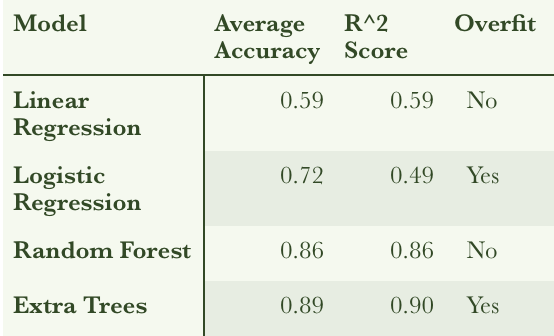 Model Average Accuracy R^2 Score Overfit
Linear Regression 0.59 0.59 No
Logistic Regression 0.72 0.49 Yes
Random Forest 0.86 0.86 No
Extra Trees 0.89 0.90 Yes